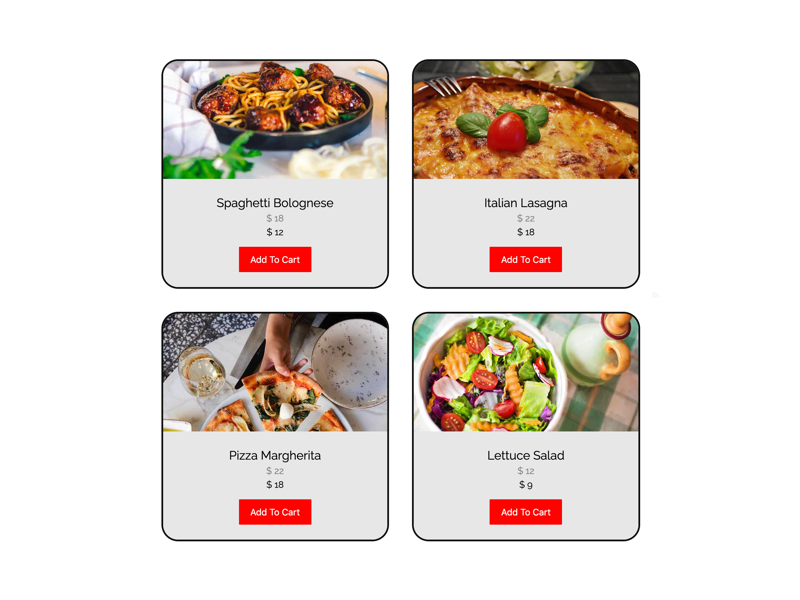 Spaghetti Bolognese
$ 18
$ 12
Add To Cart
Italian Lasagna
$ 22
$ 18
Add To Cart
Pizza Margherita
$ 22
$ 18
Add To Cart
Lettuce Salad
$ 12
$ 9
Add To Cart